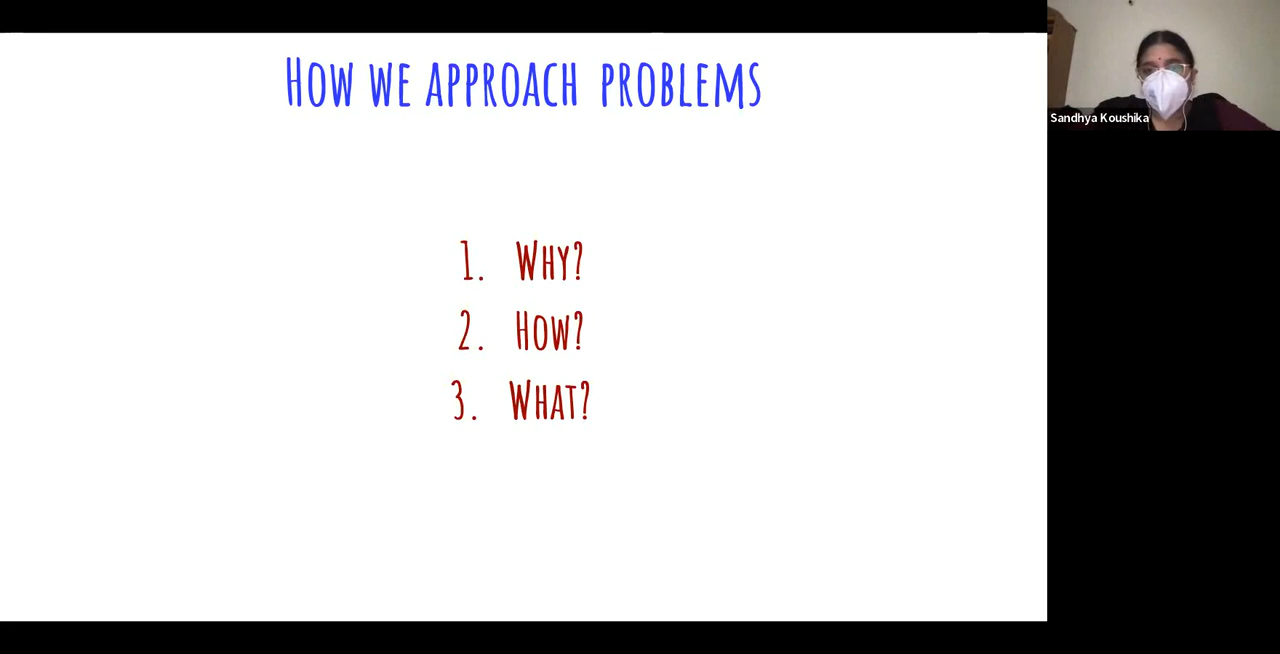 How we approach problems
1. Why?
2. How?
3. What?
Sandhya Koushika